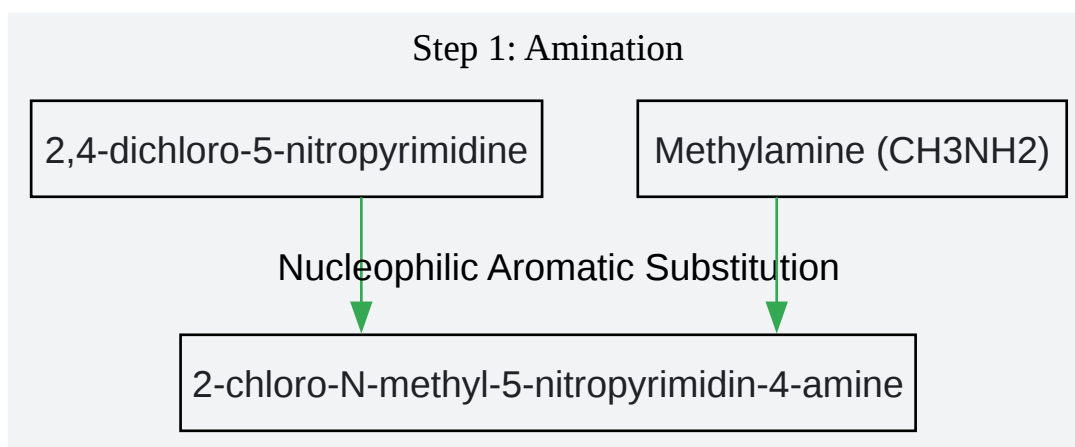 Step 1: Amination
2,4-dichloro-5-nitropyrimidine
Methylamine (CH3NH2)
Nucleophilic Aromatic Substitution
2-chloro-N-methyl-5-nitropyrimidin-4-amine